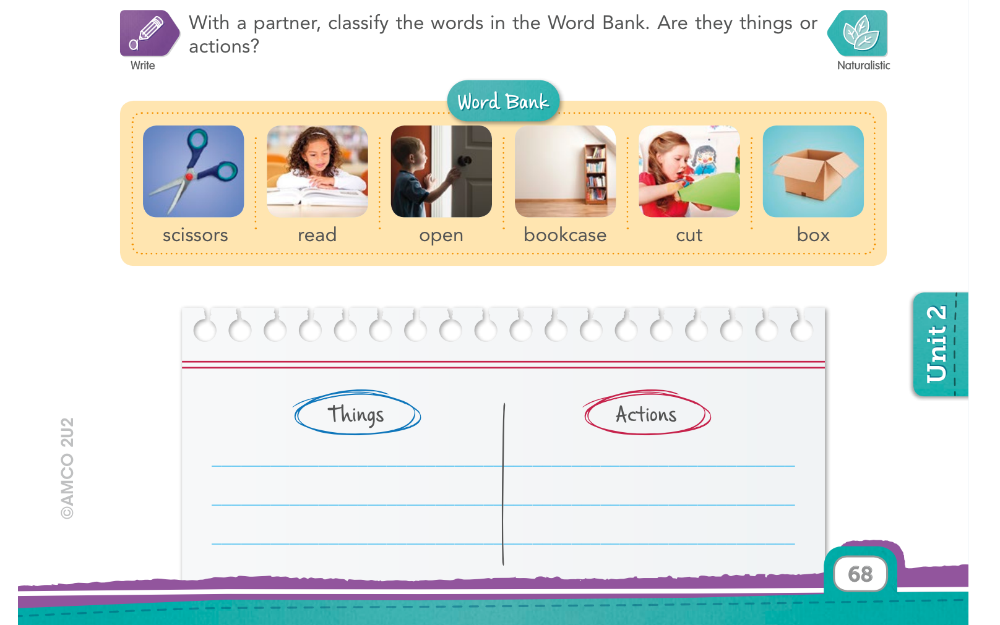 With a partner, classify the words in the Word Bank. Are they things or
actions?
Write
Naturalistic
Word Bank
scissors
read
open
bookcase
cut
box
Unit 2
Things
Actions
©AMCO 2U2
68